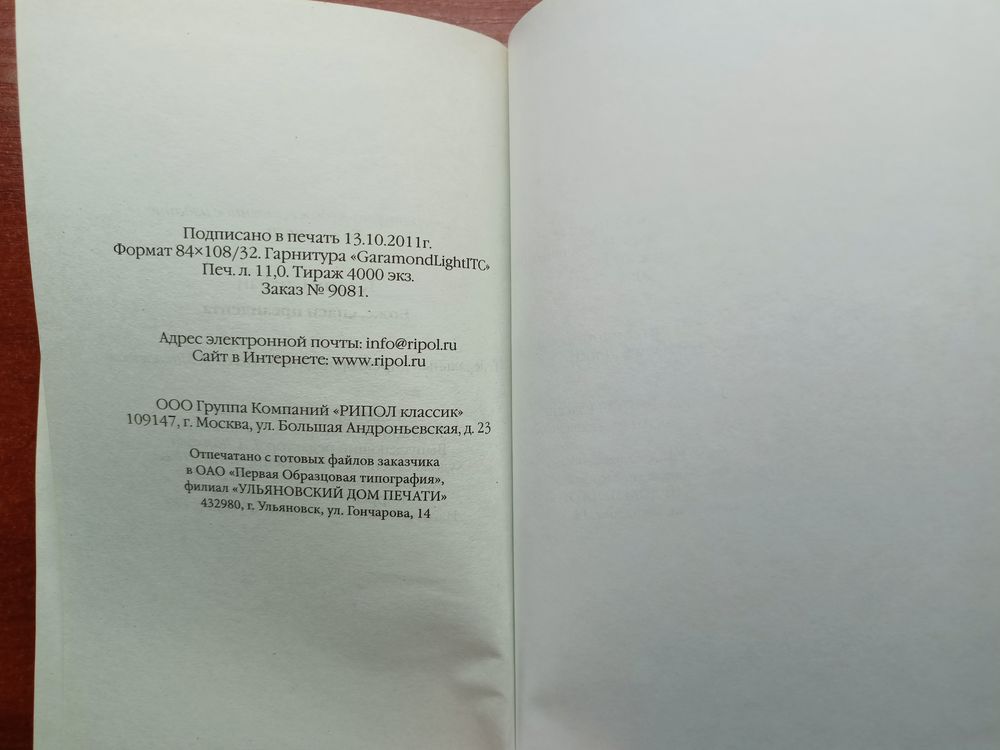 Подписано в печать 13.10.2011г.
Формат 84×108/32. Гарнитура «GaramondLightITC»
Печ. л. 11,0. Тираж 4000 экз.
Заказ № 9081.
Адрес электронной почты: info@ripol.ru
Сайт в Интернете: www.ripol.ru
ООО Группа Компаний «РИПОЛ классик»
109147, г. Москва, ул. Большая Андроньевская, д. 23
Отпечатано с готовых файлов заказчика
в ОАО «Первая Образцовая типография»,
филиал «УЛЬЯНОВСКИЙ ДОМ ПЕЧАТИ»
432980, г. Ульяновск, ул. Гончарова, 14